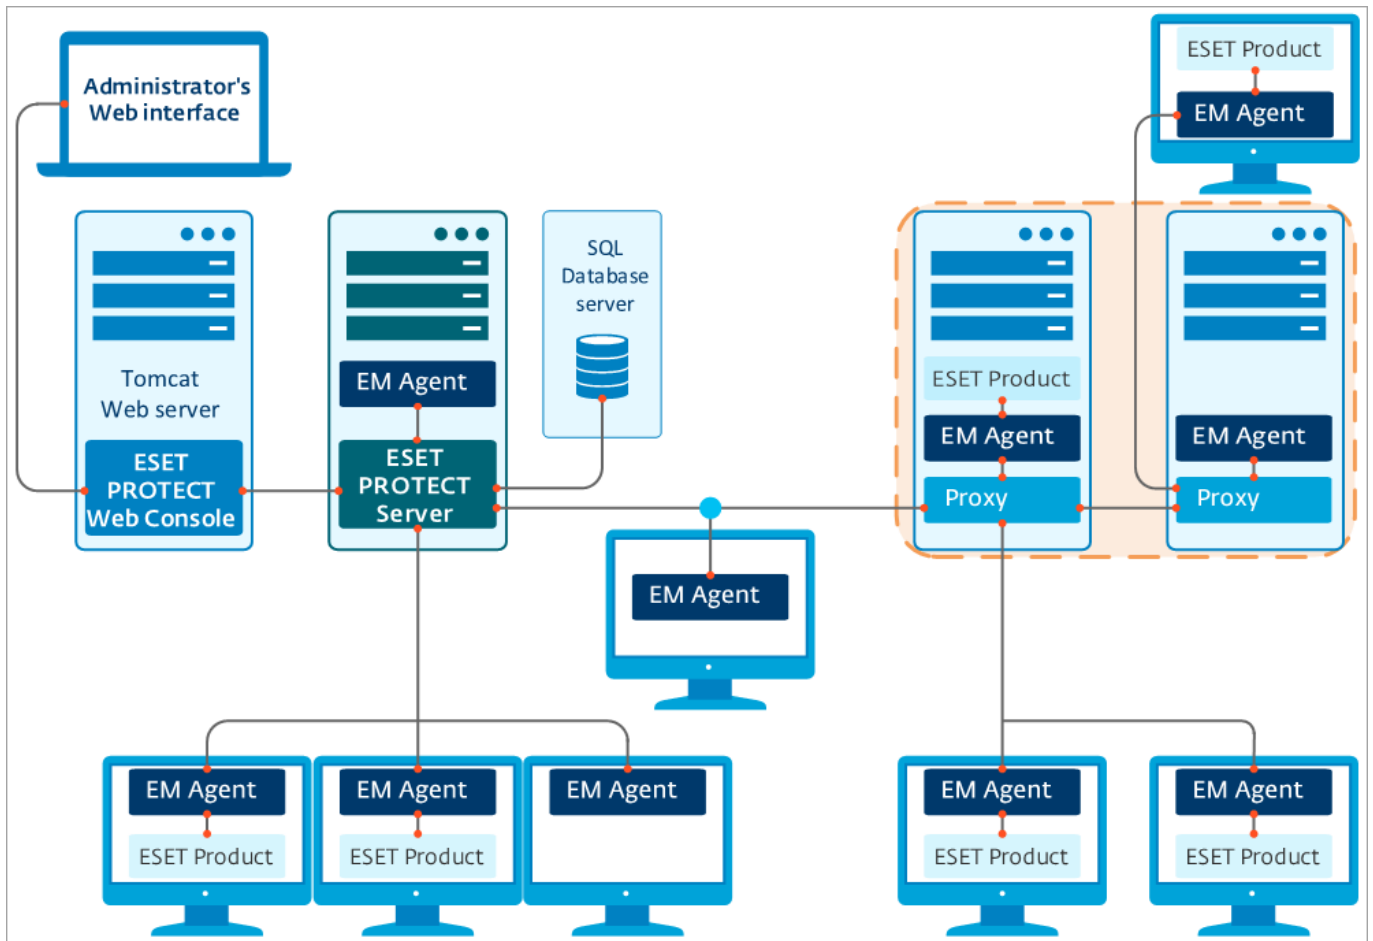 Administrator's
Web interface
ESET Product
EM Agent
Tomcat
Web server
ESET
PROTECT
Web Console
EM Agent
ESET
PROTECT
Server
SQL
Database
server
ESET Product
EM Agent
Proxy
EM Agent
Proxy
EM Agent
EM Agent
ESET Product
EM Agent
ESET Product
EM Agent
EM Agent
ESET Product
EM Agent
ESET Product